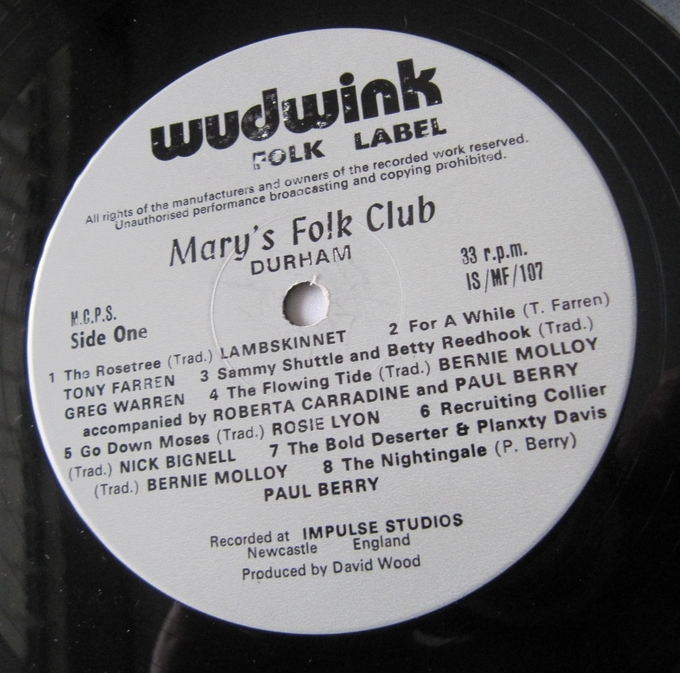 wudwink
FOLK LABEL
All rights of the manufacturers and owners of the recorded work reserved.
Unauthorised performance broadcasting and copying prohibited.
Mary's Folk Club
DURHAM
33 r.p.m.
IS/MF/107
M.C.P.S.
Side One
1 The Rosetree (Trad.) LAMBSKINNET 2 For A While (T. Farren)
TONY FARREN 3 Sammy Shuttle and Betty Reedhook (Trad.)
GREG WARREN 4 The Flowing Tide (Trad.) BERNIE MOLLOY
accompanied by ROBERTA CARRADINE and PAUL BERRY
5 Go Down Moses (Trad.) ROSIE LYON 6 Recruiting Collier
(Trad.) NICK BIGNELL 7 The Bold Deserter & Planxty Davis
(Trad.) BERNIE MOLLOY 8 The Nightingale (P. Berry)
PAUL BERRY
Recorded at IMPULSE STUDIOS
Newcastle England
Produced by David Wood